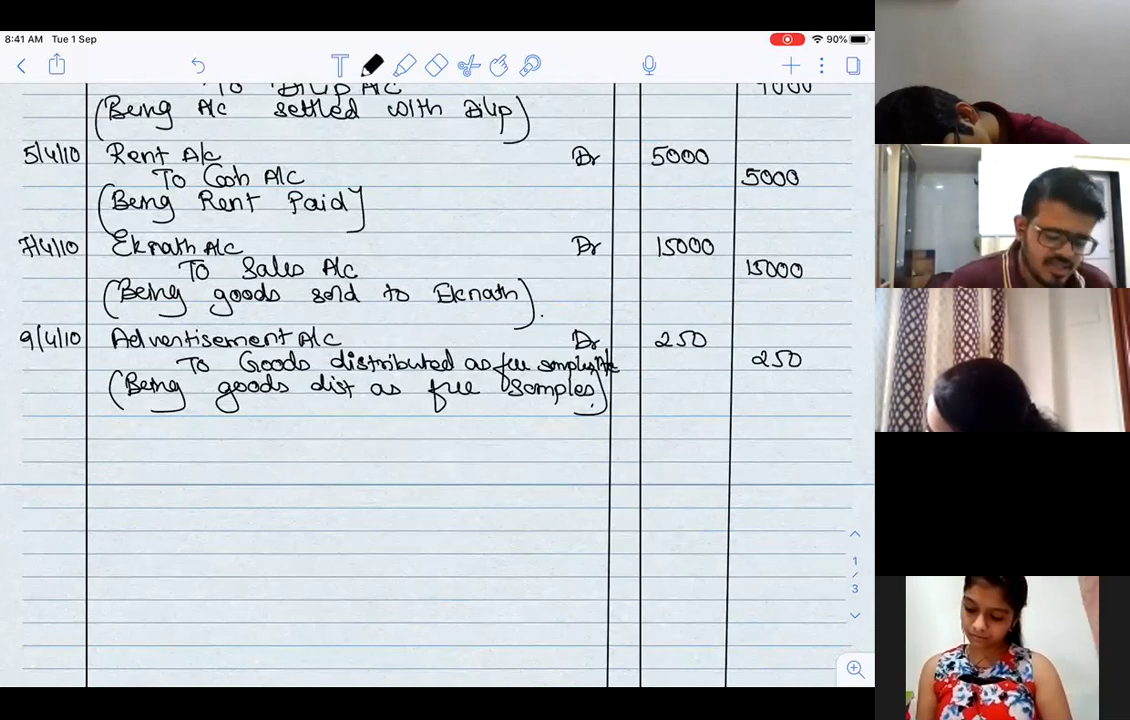 8:41 AM Tue 1 Sep
90%
T
To Dilip A/C
(Being A/c settled with Dilip)
5/4/10 Rent A/c Dr 5000
To Cash A/C 5000
(Being Rent Paid)
7/4/10 Eknath A/c Dr 15000
To Sales A/c 15000
(Being goods sold to Eknath).
9/4/10 Advertisement A/c Dr 250
To Goods distributed as free samples A/c 250
(Being goods dist as free Samples.)
1
/
3